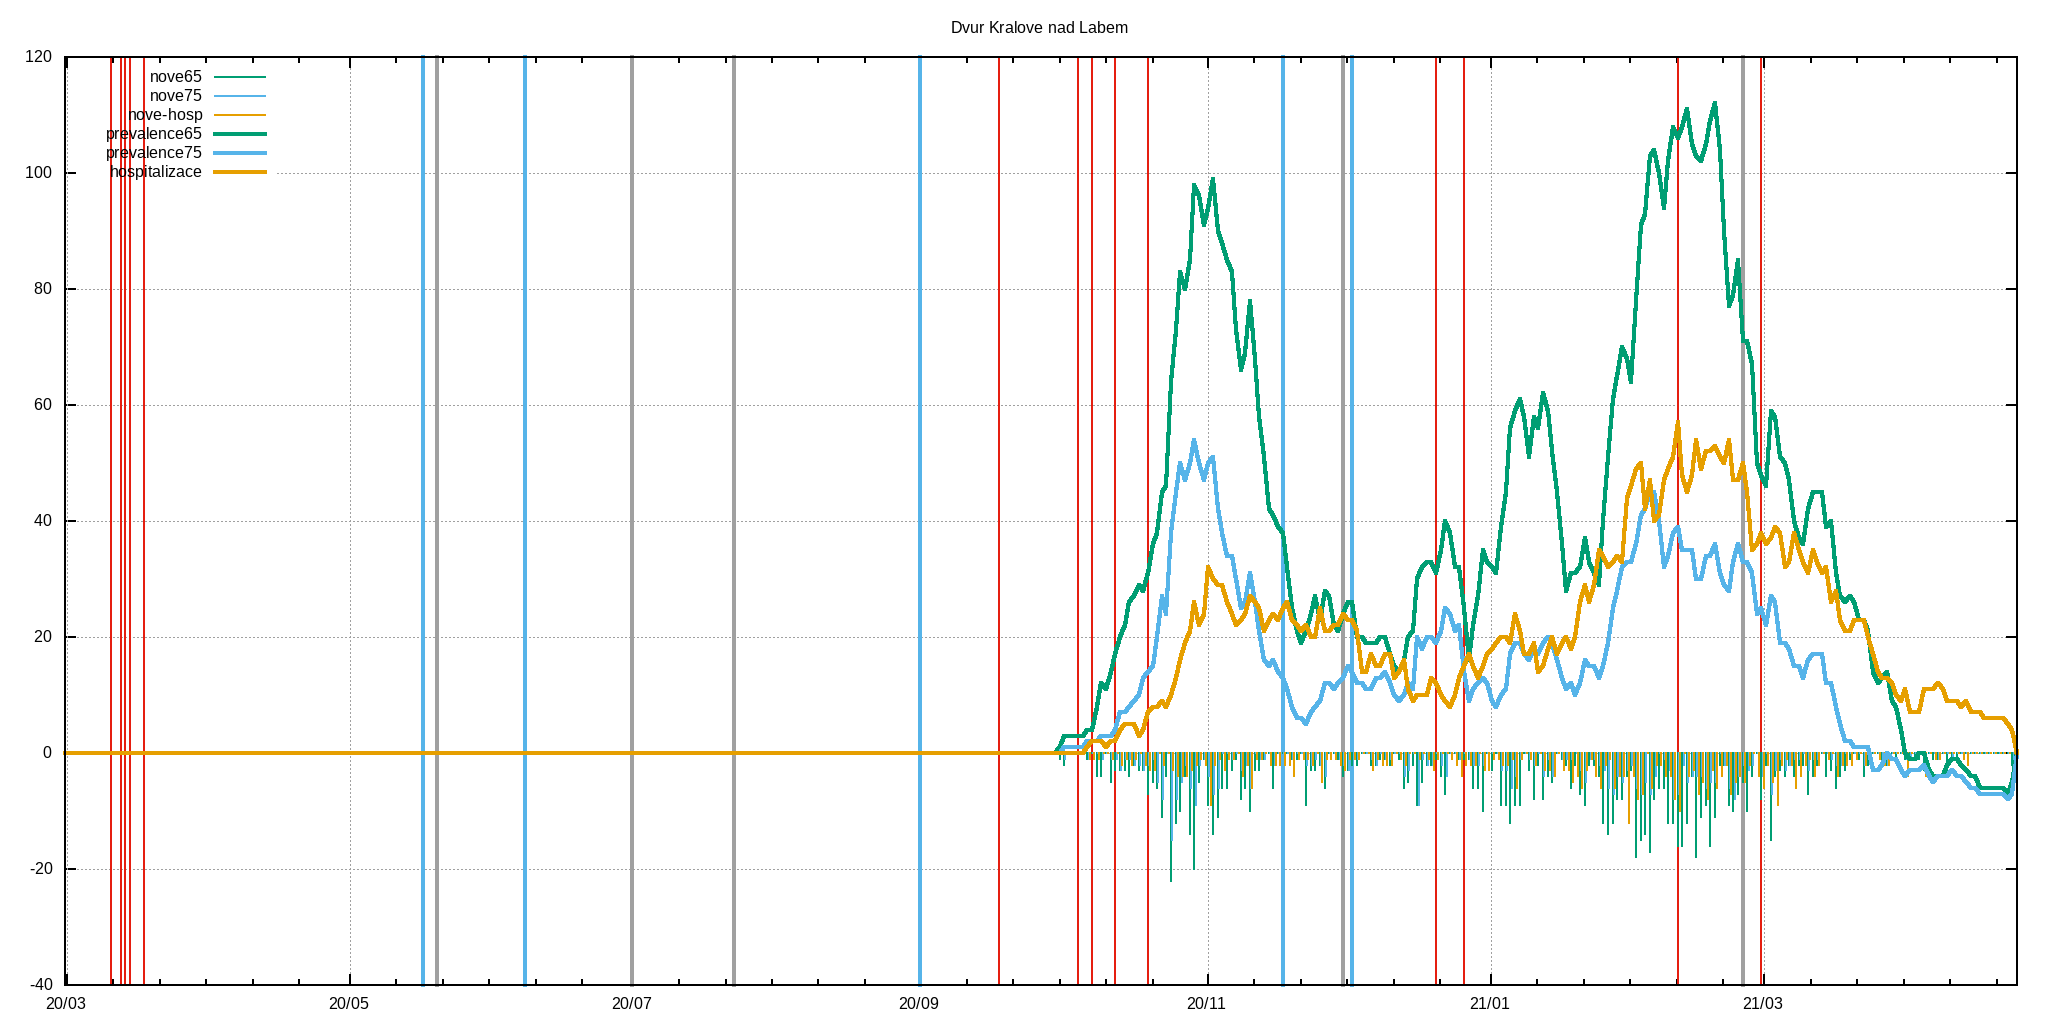 Dvur Kralove nad Labem
120
100
80
60
40
20
0
-20
-40
nove65
nove75
nove-hosp
prevalence65
prevalence75
hospitalizace
20/03 20/05 20/07 20/09 20/11 21/01 21/03